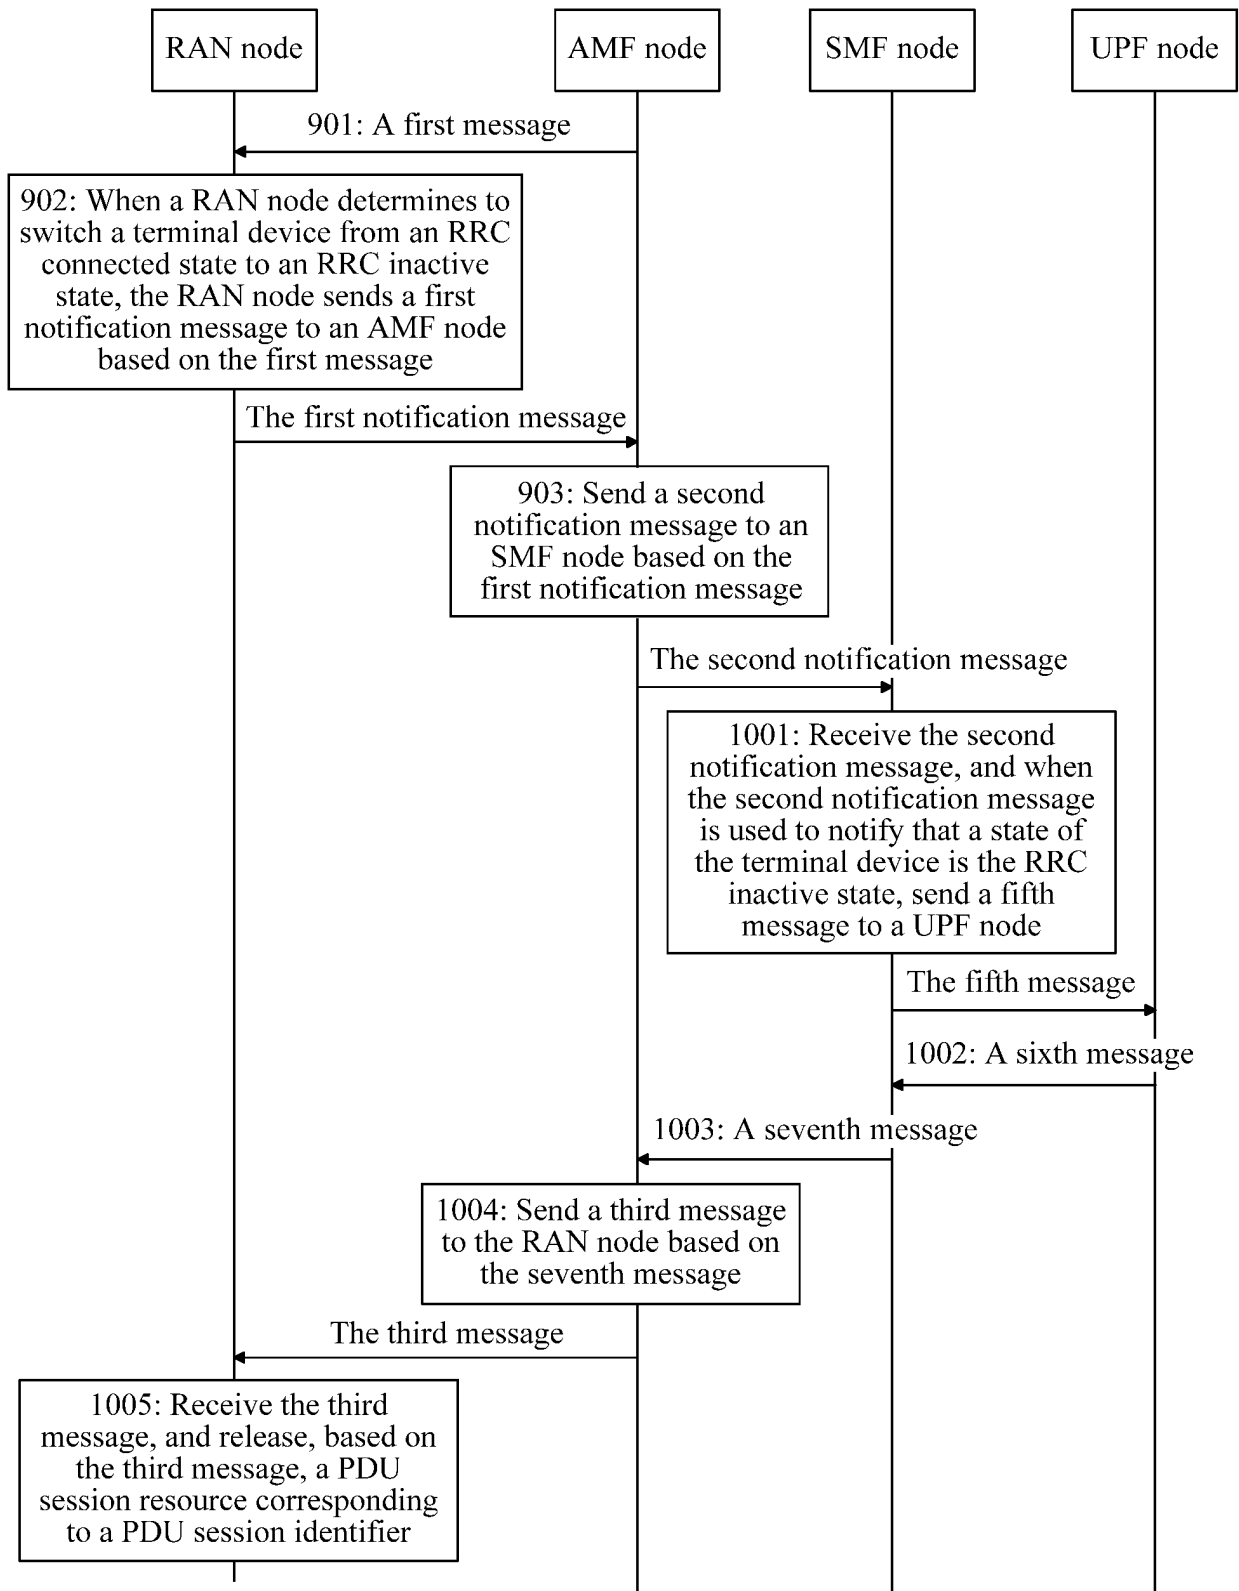 RAN node
AMF node
SMF node
UPF node
901: A first message
902: When a RAN node determines to
switch a terminal device from an RRC
connected state to an RRC inactive
state, the RAN node sends a first
notification message to an AMF node
based on the first message
The first notification message
903: Send a second
notification message to an
SMF node based on the
first notification message
The second notification message
1001: Receive the second
notification message, and when
the second notification message
is used to notify that a state of
the terminal device is the RRC
inactive state, send a fifth
message to a UPF node
The fifth message
1002: A sixth message
1003: A seventh message
1004: Send a third message
to the RAN node based on
the seventh message
The third message
1005: Receive the third
message, and release, based on
the third message, a PDU
session resource corresponding
to a PDU session identifier